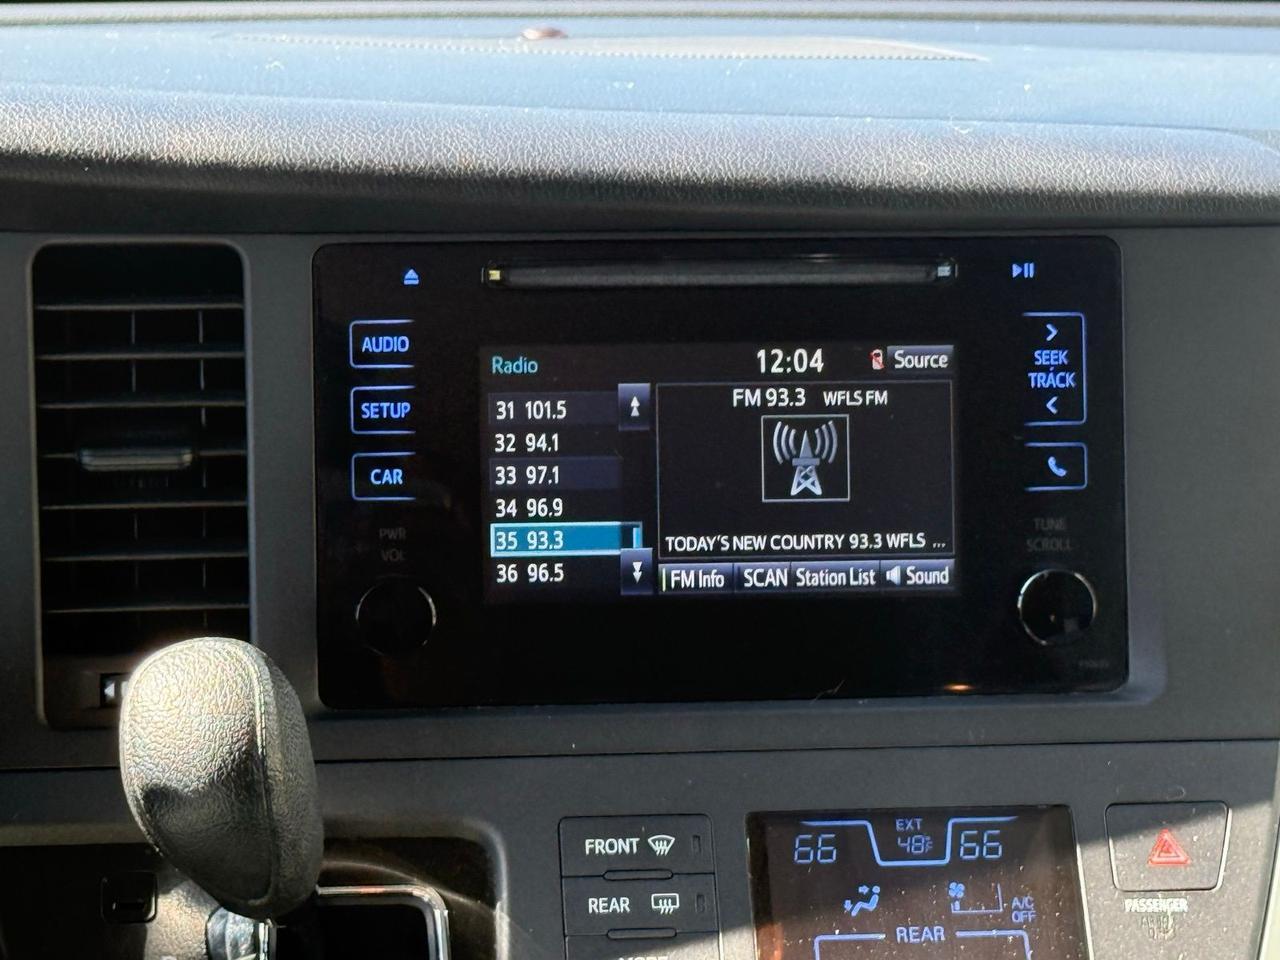 AUDIO
SETUP
CAR
PWR
VOL
Radio
12:04
Source
31 101.5
32 94.1
33 97.1
34 96.9
35 93.3
36 96.5
FM 93.3 WFLS FM
TODAY'S NEW COUNTRY 93.3 WFLS ...
FM Info
SCAN
Station List
Sound
SEEK
TRACK
TUNE
SCROLL
FRONT
REAR
66
EXT
48°F
66
A/C
OFF
REAR
PASSENGER